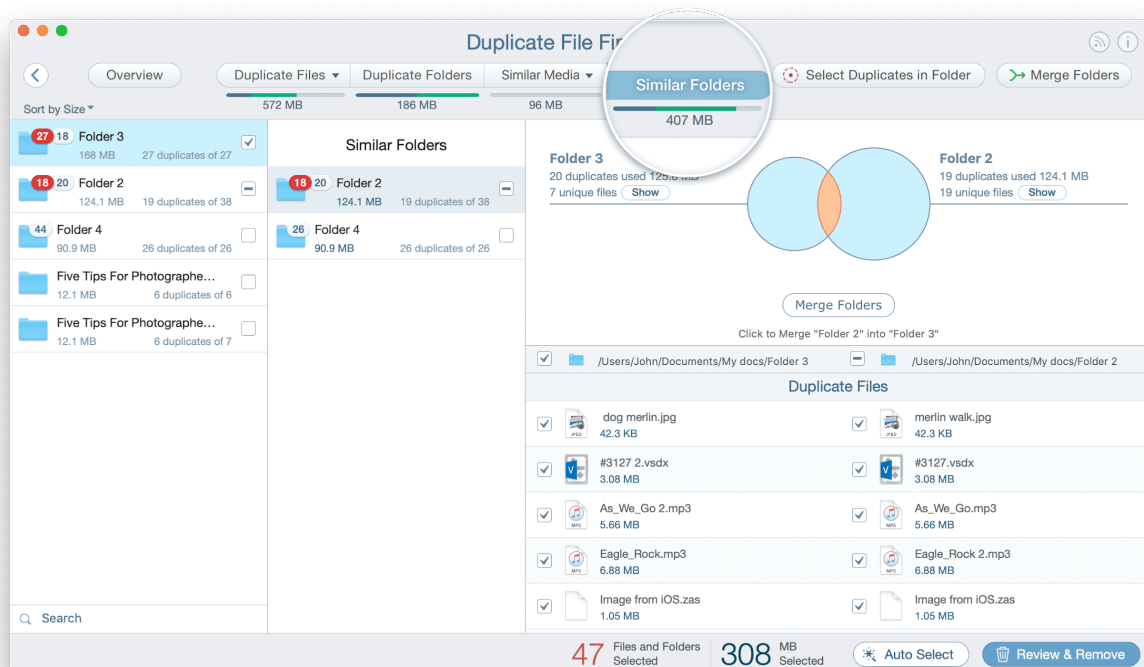 Duplicate File Fi
Overview
Duplicate Files
Duplicate Folders
Similar Media
Similar Folders
Select Duplicates in Folder
Merge Folders
572 MB
186 MB
96 MB
407 MB
Sort by Size
27 18 Folder 3
168 MB 27 duplicates of 27
18 20 Folder 2
124.1 MB 19 duplicates of 38
44 Folder 4
90.9 MB 26 duplicates of 26
Five Tips For Photographe...
12.1 MB 6 duplicates of 6
Five Tips For Photographe...
12.1 MB 6 duplicates of 7
Search
Similar Folders
18 20 Folder 2
124.1 MB 19 duplicates of 38
26 Folder 4
90.9 MB 26 duplicates of 26
Folder 3
20 duplicates used 125.6 MB
7 unique files Show
Folder 2
19 duplicates used 124.1 MB
19 unique files Show
Merge Folders
Click to Merge "Folder 2" into "Folder 3"
/Users/John/Documents/My docs/Folder 3
/Users/John/Documents/My docs/Folder 2
Duplicate Files
JPEG dog merlin.jpg
42.3 KB
JPEG merlin walk.jpg
42.3 KB
V #3127 2.vsdx
3.08 MB
V #3127.vsdx
3.08 MB
MP3 As_We_Go 2.mp3
5.66 MB
MP3 As_We_Go.mp3
5.66 MB
MP3 Eagle_Rock.mp3
6.88 MB
MP3 Eagle_Rock 2.mp3
6.88 MB
Image from iOS.zas
1.05 MB
Image from iOS.zas
1.05 MB
47 Files and Folders Selected
308 MB Selected
Auto Select
Review & Remove